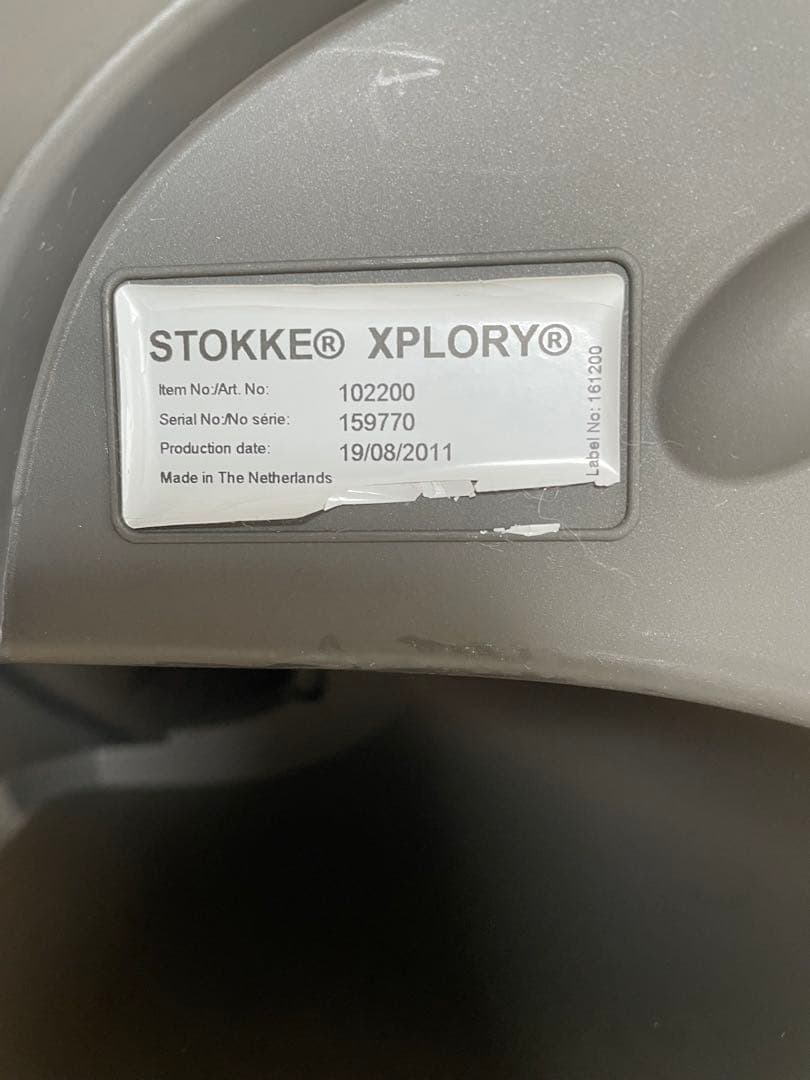 STOKKE® XPLORY®
Item No:/Art. No: 102200
Serial No:/No série: 159770
Production date: 19/08/2011
Made in The Netherlands
Label No: 161200